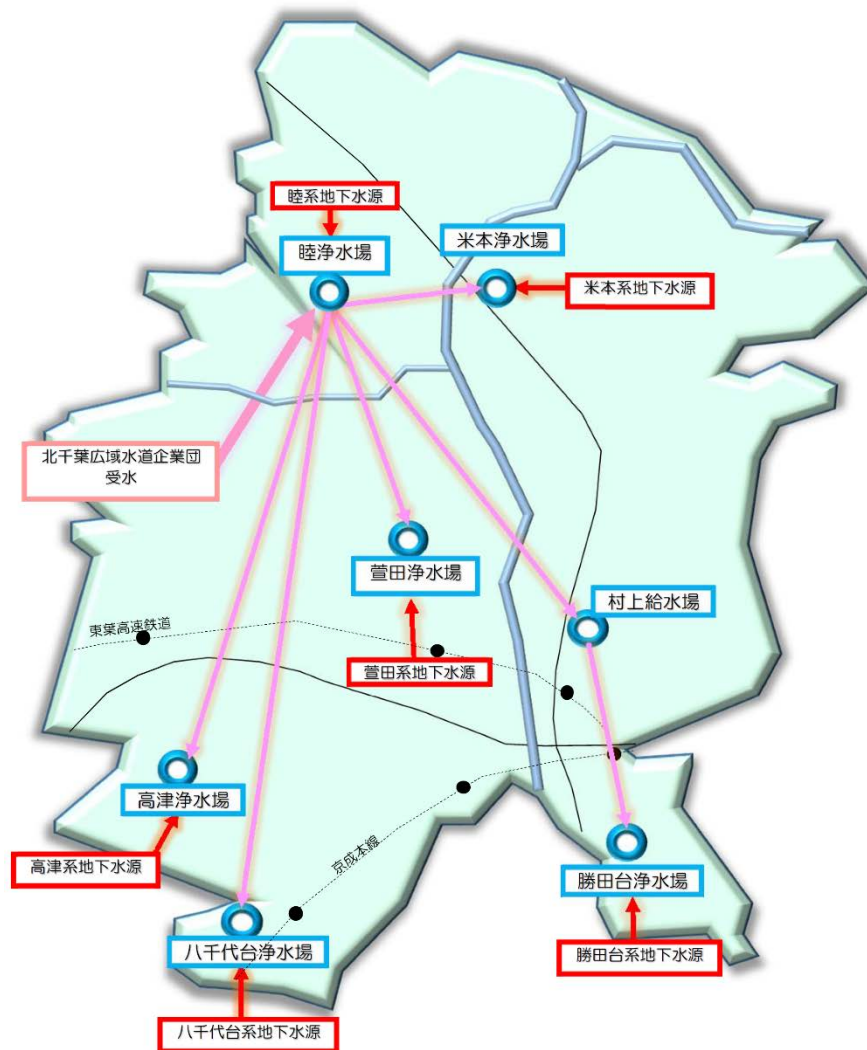 睦系地下水源
睦浄水場
米本浄水場
米本系地下水源
北千葉広域水道企業団
受水
萱田浄水場
村上給水場
東葉高速鉄道
萱田系地下水源
高津浄水場
高津系地下水源
京成本線
勝田台浄水場
八千代台浄水場
勝田台系地下水源
八千代台系地下水源